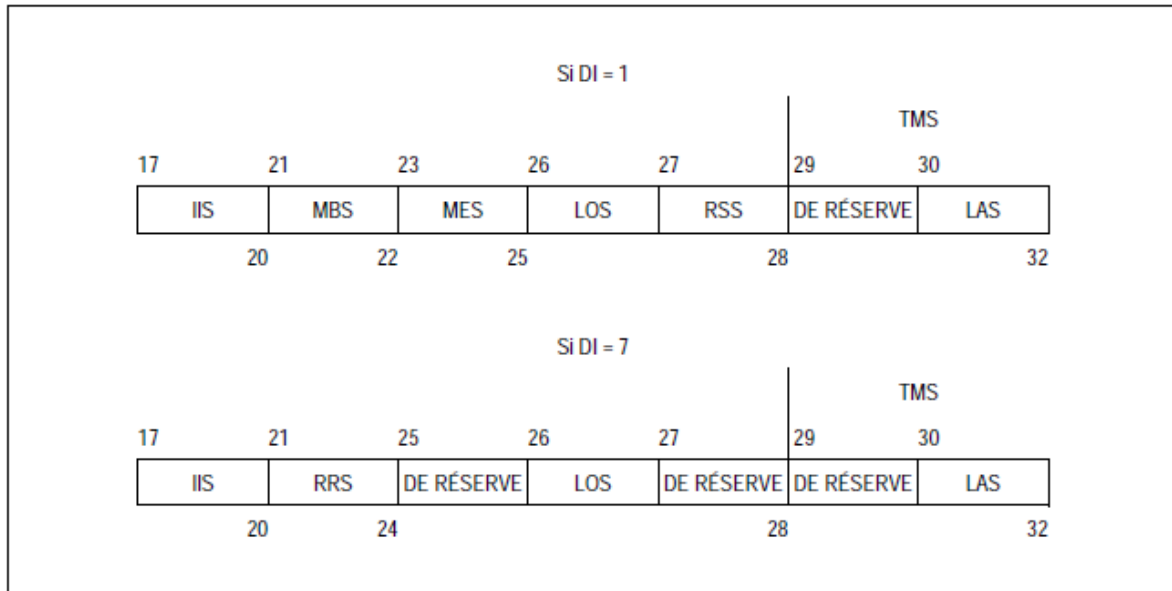 Si DI = 1
TMS
17 21 23 26 27 29 30
IIS MBS MES LOS RSS DE RÉSERVE LAS
20 22 25 28 32
Si DI = 7
TMS
17 21 25 26 27 29 30
IIS RRS DE RÉSERVE LOS DE RÉSERVE DE RÉSERVE LAS
20 24 28 32